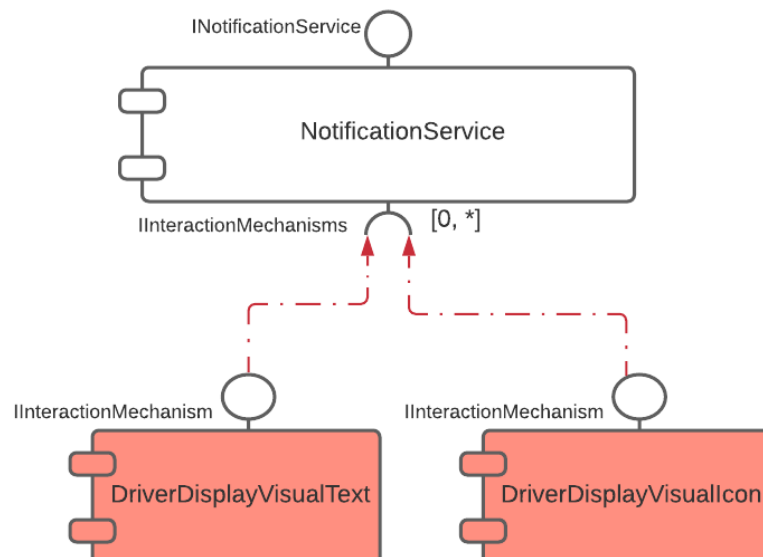 INotificationService
NotificationService
IInteractionMechanisms
[0, *]
IInteractionMechanism
IInteractionMechanism
DriverDisplayVisualText
DriverDisplayVisualIcon